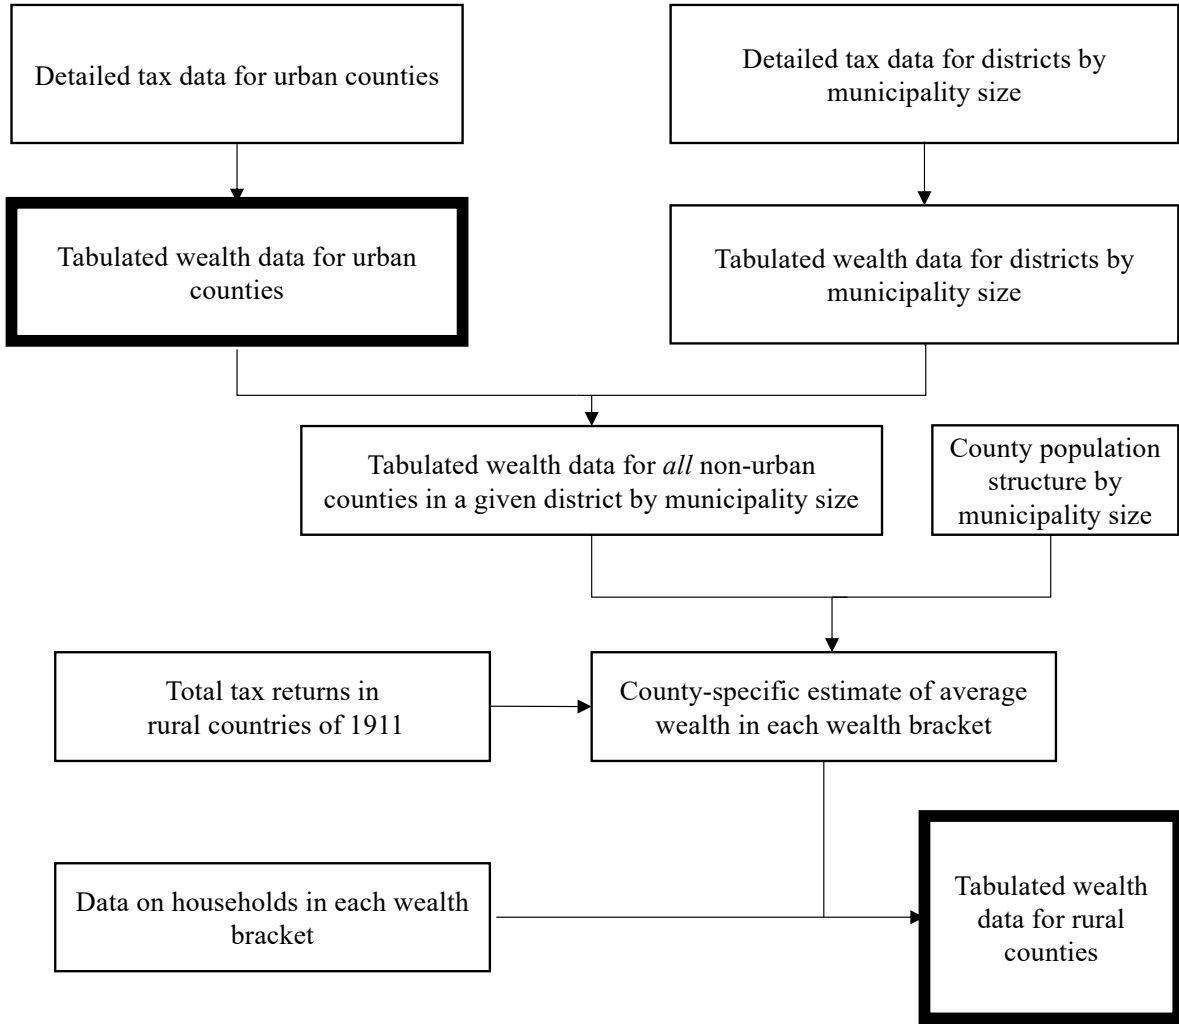 Detailed tax data for urban counties
Detailed tax data for districts by
municipality size
Tabulated wealth data for urban
counties
Tabulated wealth data for districts by
municipality size
Tabulated wealth data for all non-urban
counties in a given district by municipality size
County population
structure by
municipality size
Total tax returns in
rural countries of 1911
County-specific estimate of average
wealth in each wealth bracket
Data on households in each wealth
bracket
Tabulated wealth
data for rural
counties